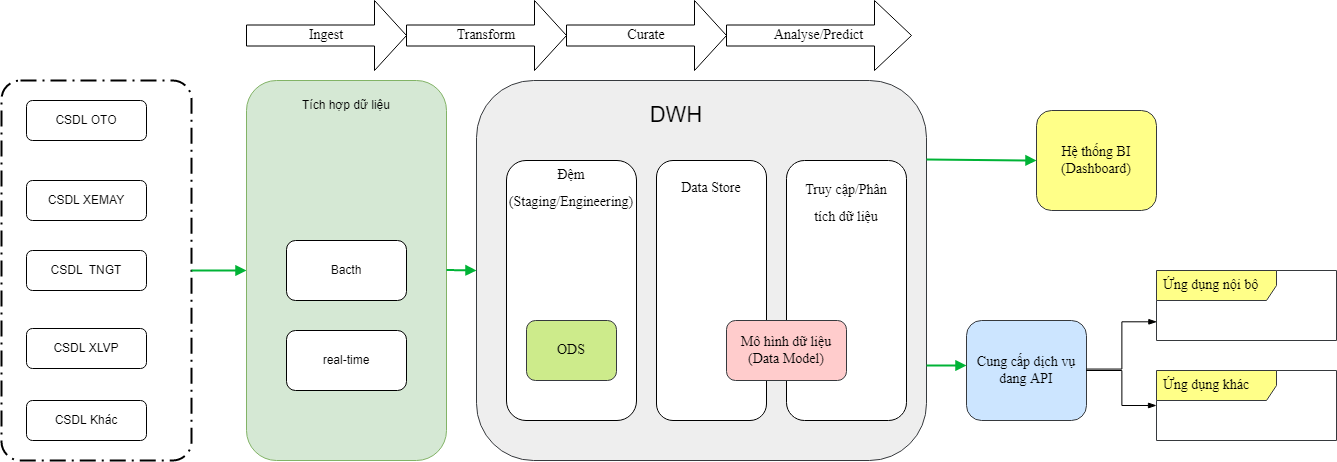 Ingest
Transform
Curate
Analyse/Predict
CSDL OTO
CSDL XEMAY
CSDL TNGT
CSDL XLVP
CSDL Khác
Tích hợp dữ liệu
Bacth
real-time
DWH
Đệm
(Staging/Engineering)
ODS
Data Store
Truy cập/Phân
tích dữ liệu
Mô hình dữ liệu
(Data Model)
Hệ thống BI
(Dashboard)
Cung cấp dịch vụ
dang API
Ứng dụng nội bộ
Ứng dụng khác